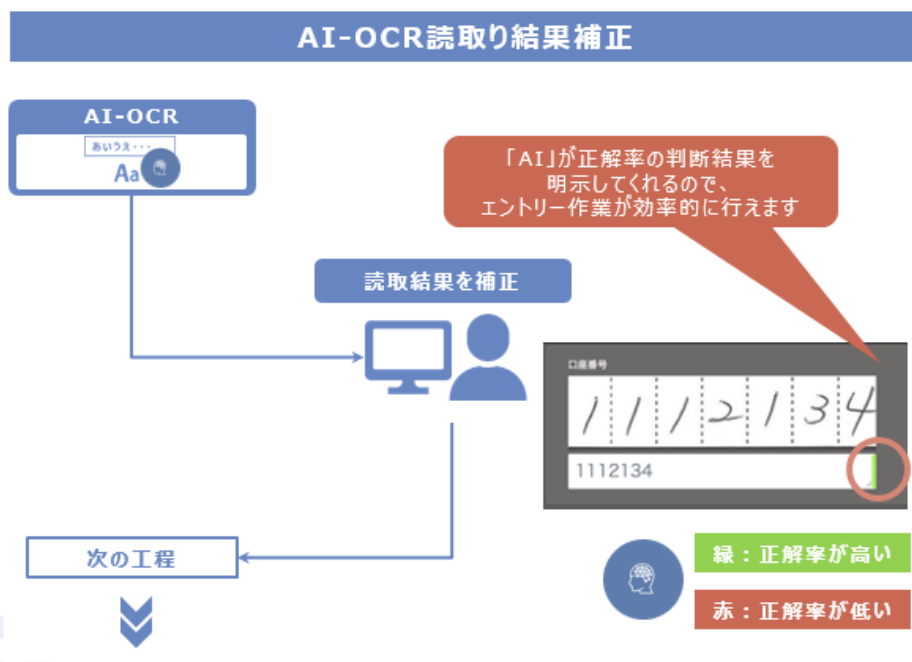 AI-OCR読取り結果補正
AI-OCR
あいうえ・・・
Aa
「AI」が正解率の判断結果を
明示してくれるので、
エントリー作業が効率的に行えます
読取結果を補正
口座番号
1112134
1112134
次の工程
緑：正解率が高い
赤：正解率が低い